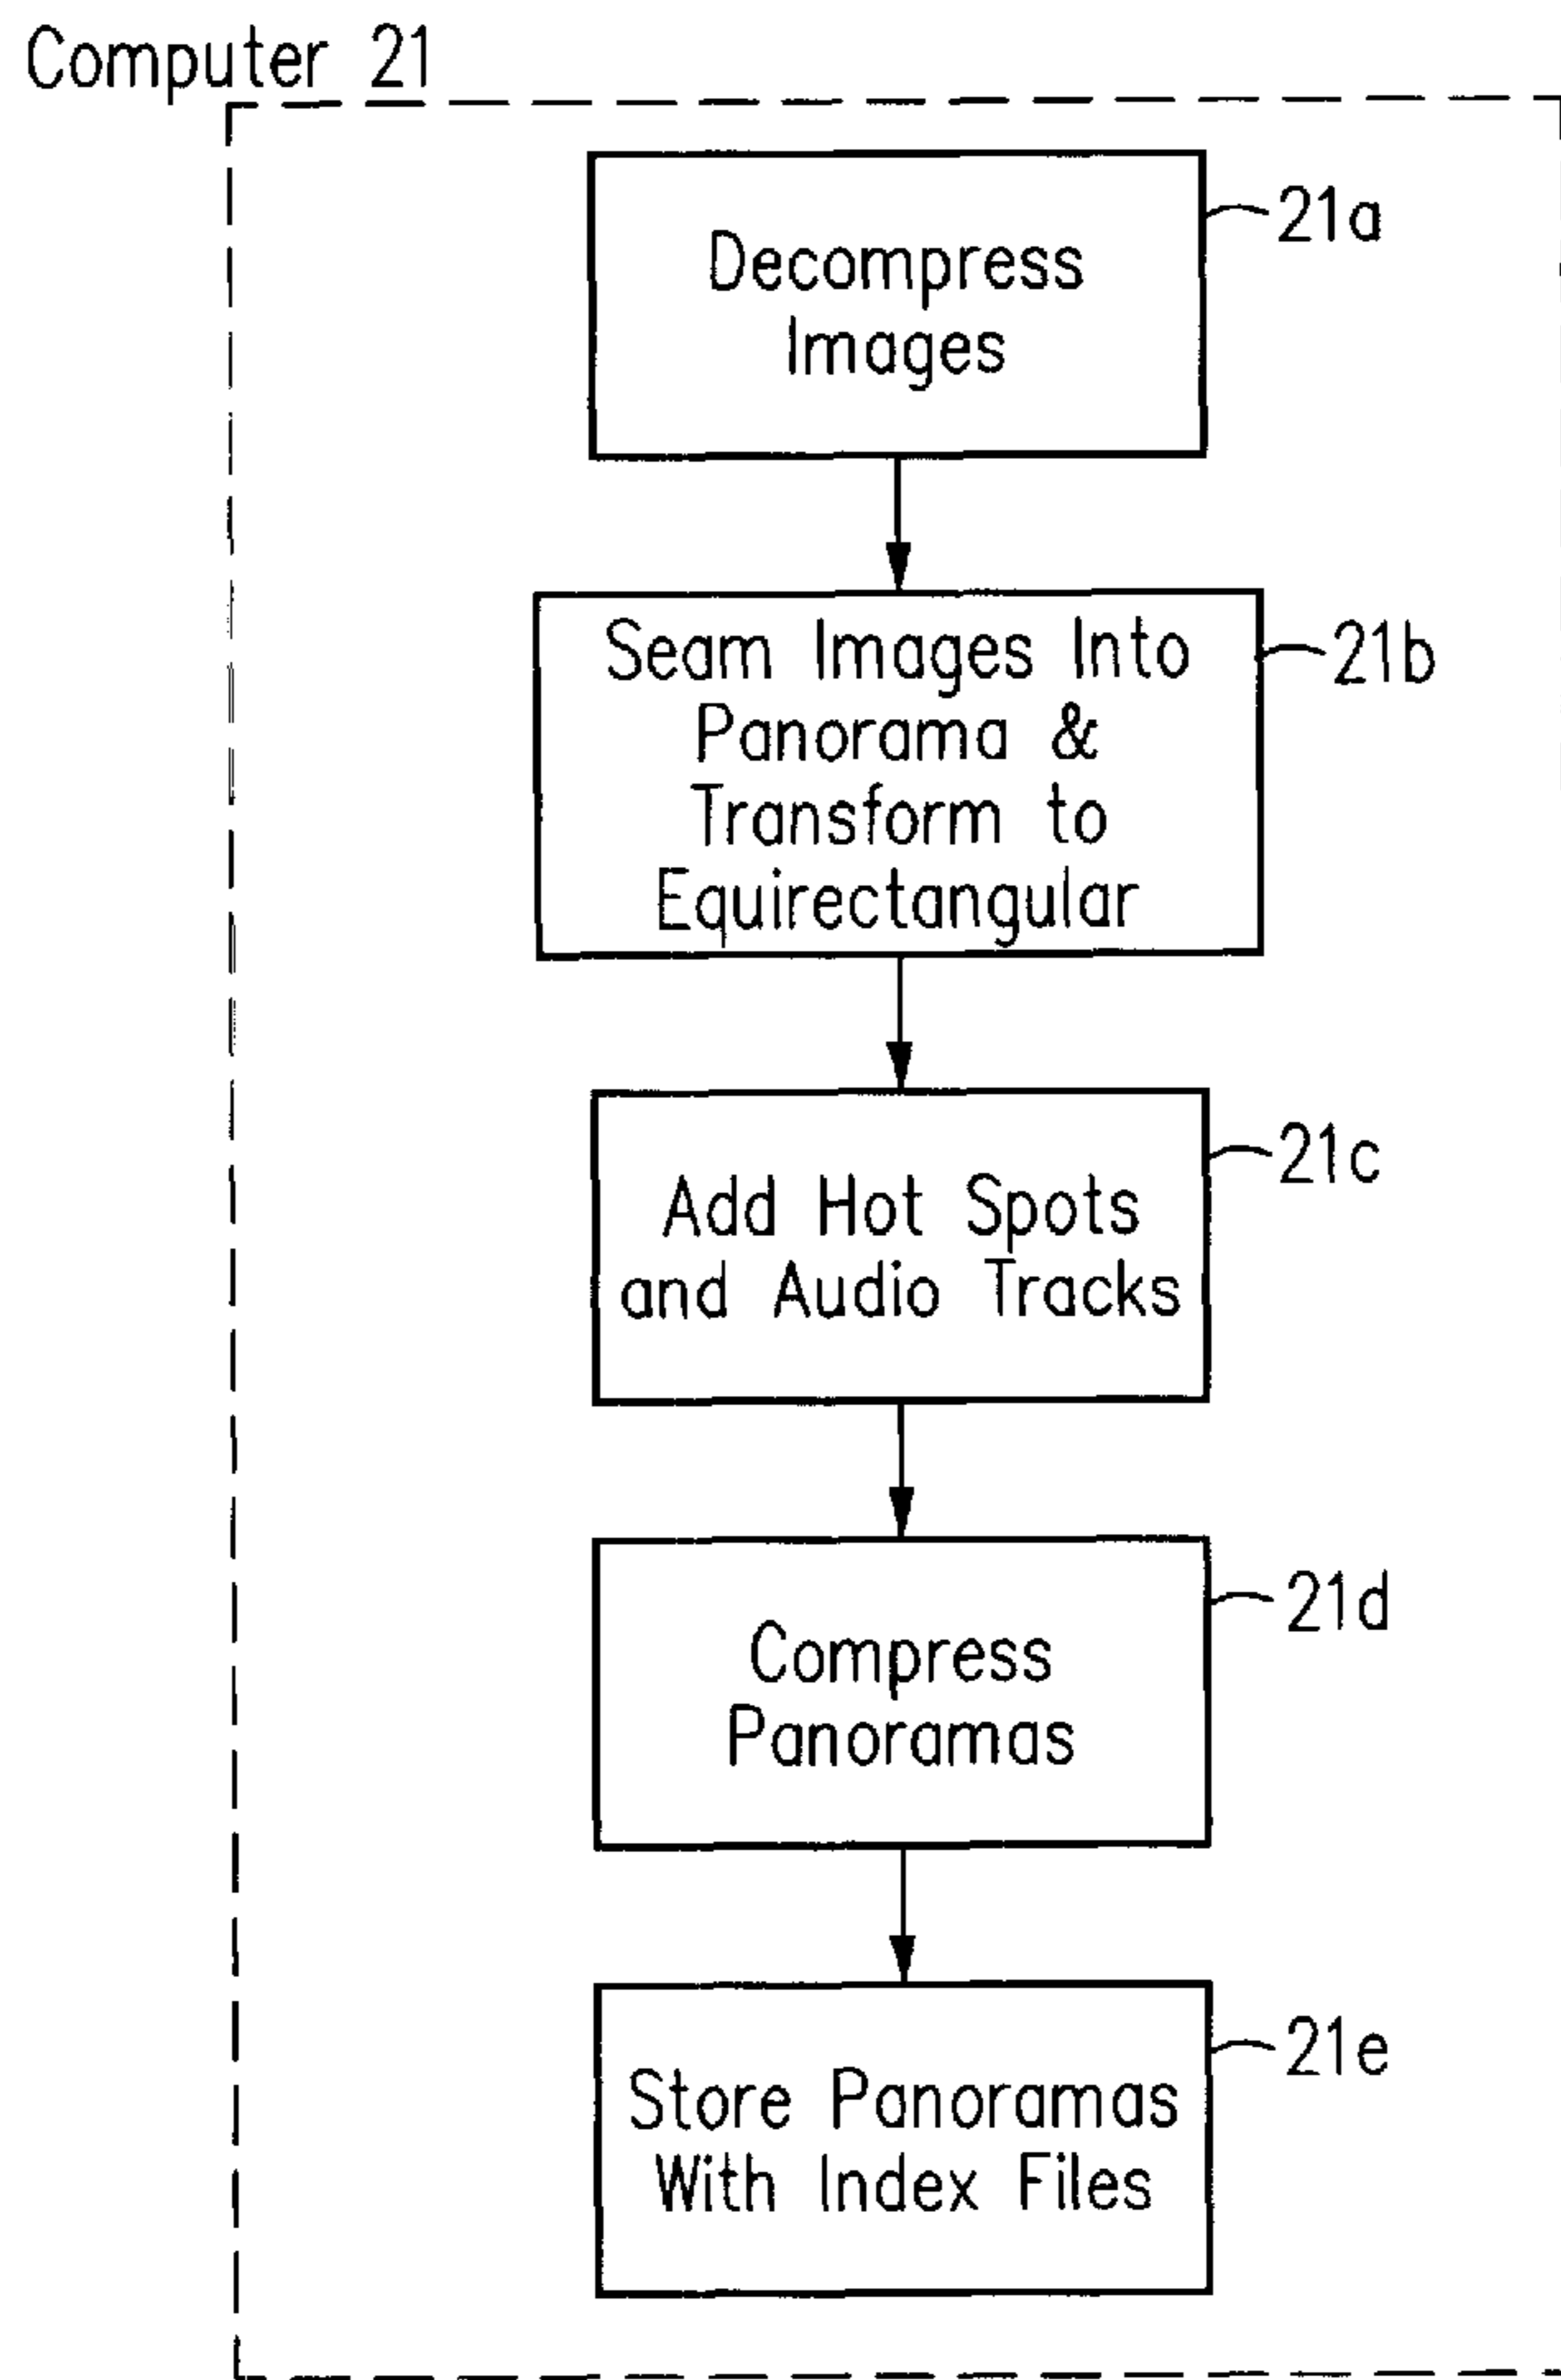 Computer 21
Decompress
Images
21a
Seam Images Into
Panorama &
Transform to
Equirectangular
21b
Add Hot Spots
and Audio Tracks
21c
Compress
Panoramas
21d
Store Panoramas
With Index Files
21e